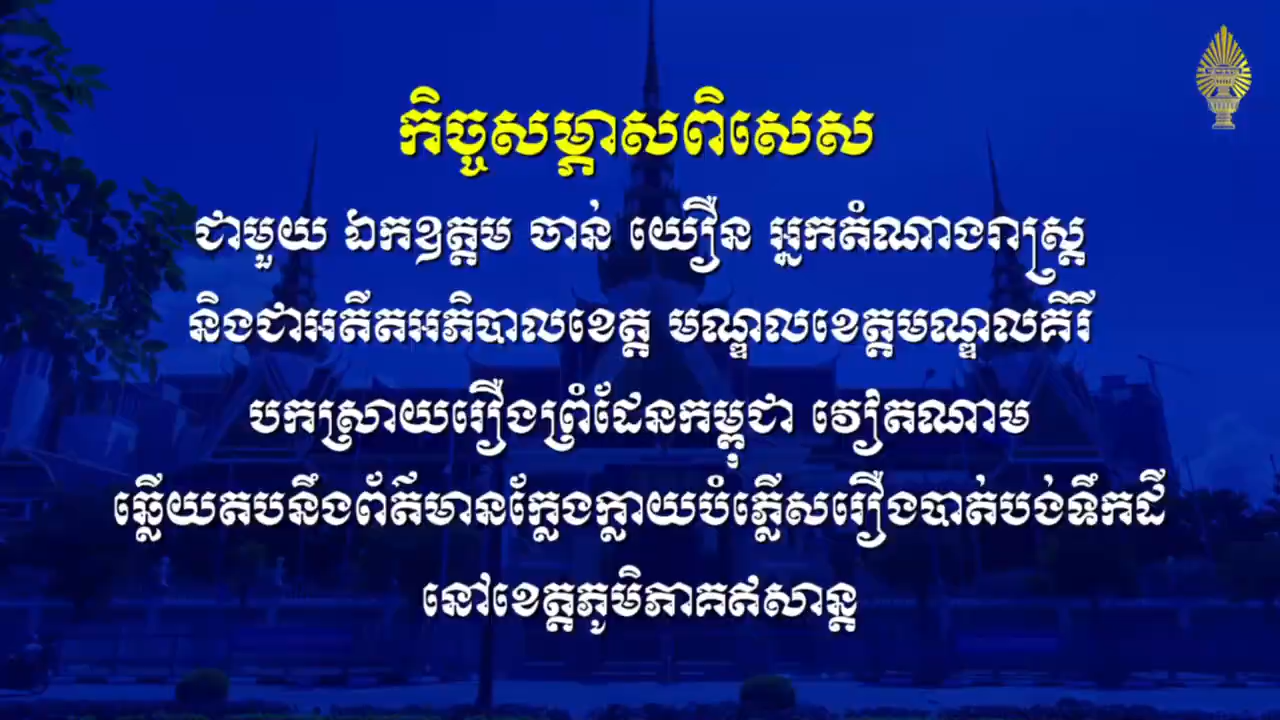 កិច្ចសម្ភាសពិសេស
ជាមួយ ឯកឧត្តម ចាន់ យឿន អ្នកតំណាងរាស្ត្រ
និងជាអតីតអភិបាលខេត្ត មណ្ឌលខេត្តមណ្ឌលគិរី
បកស្រាយរឿងព្រំដែនកម្ពុជា វៀតណាម
ឆ្លើយតបនឹងព័ត៌មានក្លែងក្លាយបំភ្លើសរឿងបាត់បង់ទឹកដី
នៅខេត្តភូមិភាគឥសាន្ត